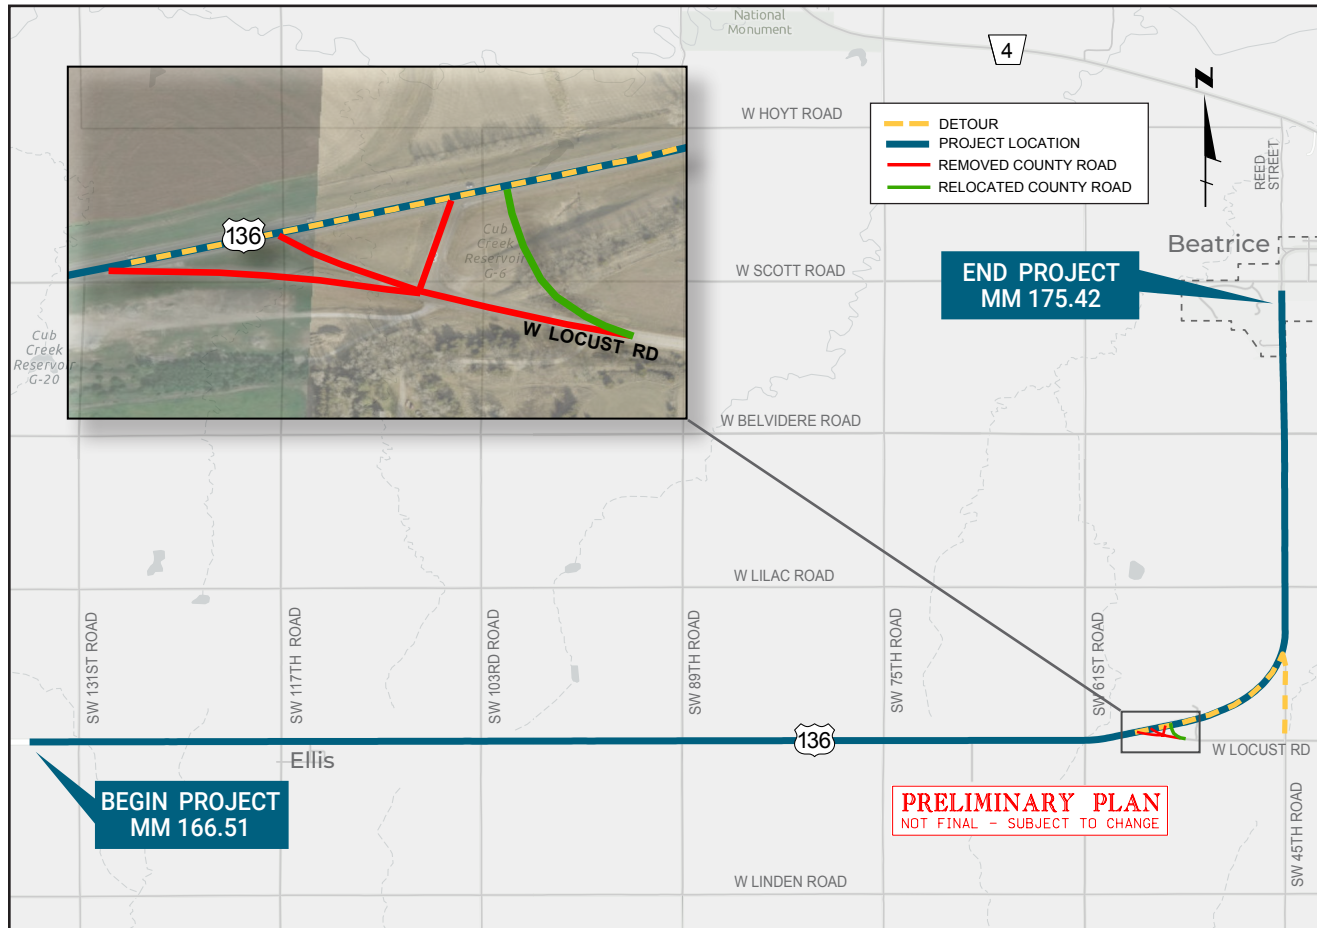 National
Monument
4
N
W HOYT ROAD
DETOUR
PROJECT LOCATION
REMOVED COUNTY ROAD
RELOCATED COUNTY ROAD
REED
STREET
136
Cub
Creek
Reservoir
G-6
W LOCUST RD
Beatrice
W SCOTT ROAD
END PROJECT
MM 175.42
Cub
Creek
Reservoir
G-20
W BELVIDERE ROAD
W LILAC ROAD
SW 131ST ROAD
SW 117TH ROAD
SW 103RD ROAD
SW 89TH ROAD
SW 75TH ROAD
SW 61ST ROAD
136
W LOCUST RD
Ellis
BEGIN PROJECT
MM 166.51
PRELIMINARY PLAN
NOT FINAL - SUBJECT TO CHANGE
SW 45TH ROAD
W LINDEN ROAD